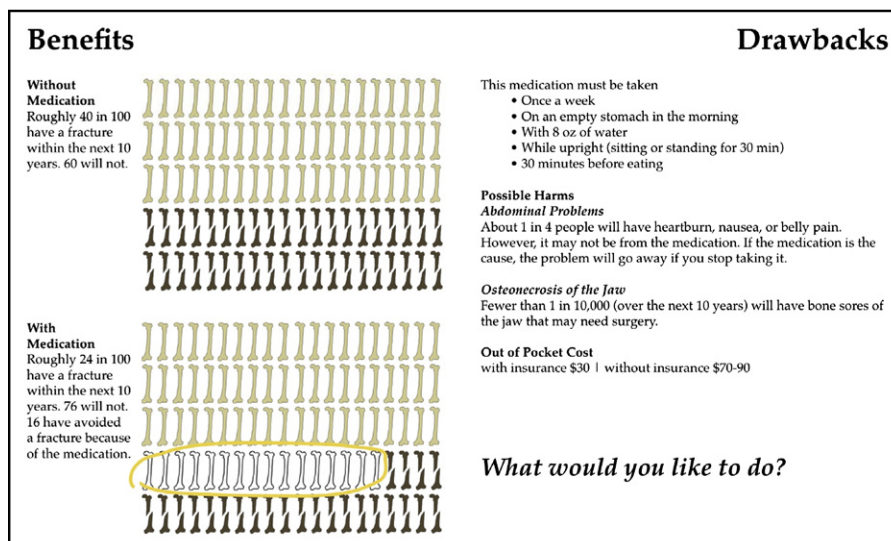 Benefits
Drawbacks
Without
Medication
Roughly 40 in 100
have a fracture
within the next 10
years. 60 will not.
With
Medication
Roughly 24 in 100
have a fracture
within the next 10
years. 76 will not.
16 have avoided
a fracture because
of the medication.
This medication must be taken
• Once a week
• On an empty stomach in the morning
• With 8 oz of water
• While upright (sitting or standing for 30 min)
• 30 minutes before eating
Possible Harms
Abdominal Problems
About 1 in 4 people will have heartburn, nausea, or belly pain.
However, it may not be from the medication. If the medication is the
cause, the problem will go away if you stop taking it.
Osteonecrosis of the Jaw
Fewer than 1 in 10,000 (over the next 10 years) will have bone sores of
the jaw that may need surgery.
Out of Pocket Cost
with insurance $30 | without insurance $70-90
What would you like to do?